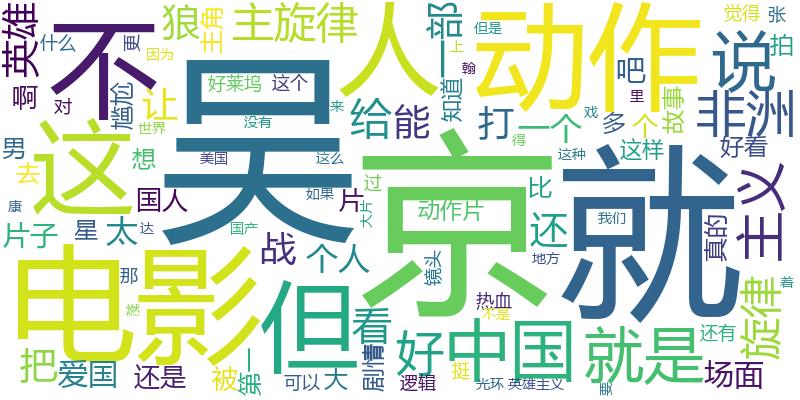 英雄
不
狼
主旋律
人
一部
动作
觉得
张
什么
更
因为
主角
好莱坞
这个
但是
上
翰
知道
说
拍
吴
哥
对
尴尬
让
没有
来
给
能
打
一个
吧
里
多
个
故事
非洲
男
这
世界
想
美国
这么
京
戏
得
就
这种
这样
好看
去
康
国人
如果
过
片
动作片
比
我们
主义
片子
星
太
达
国产
大片
还
真的
电影
战
个人
镜头
地方
那
但
热血
旋律
着
燃
看
不是
好
中国
就是
还有
把
爱国
还是
被
第一
可以
大
剧情
逻辑
挺
光环
英雄主义
要
场面